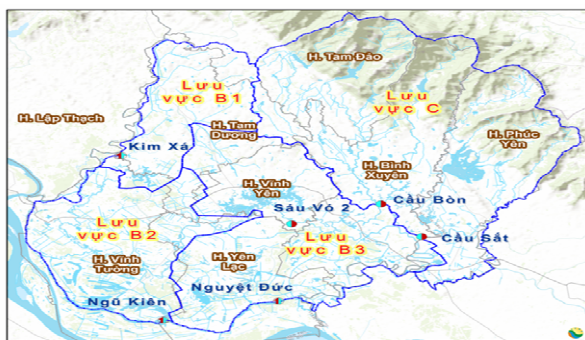 H. Tam Đảo
Lưu
vực B1
Lưu
vực C
H. Lập Thạch
H. Tam
Dương
H. Phúc
Yên
Kim Xá
H. Bình
Xuyên
H. Vĩnh
Yên
Cầu Bòn
Sáu Vó 2
Lưu
vực B2
Lưu
vực B3
Cầu Sắt
H. Vĩnh
Tường
H. Yên
Lạc
Nguyệt Đức
Ngũ Kiên